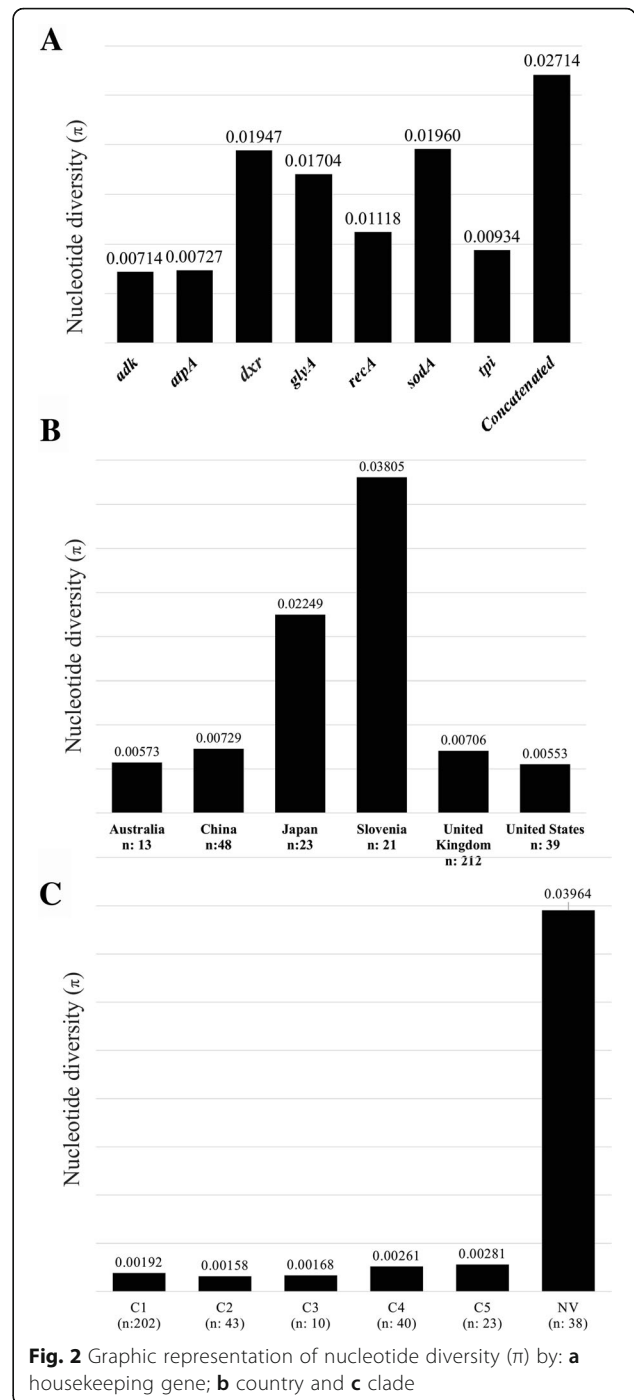 A
Nucleotide diversity (π)
0.00714
0.00727
0.01947
0.01704
0.01118
0.01960
0.00934
0.02714
adk
atpA
dxr
glyA
recA
sodA
tpi
Concatenated
B
Nucleotide diversity (π)
0.00573
0.00729
0.02249
0.03805
0.00706
0.00553
Australia
n: 13
China
n:48
Japan
n:23
Slovenia
n: 21
United
Kingdom
n: 212
United States
n: 39
C
Nucleotide diversity (π)
0.00192
0.00158
0.00168
0.00261
0.00281
0.03964
C1
(n:202)
C2
(n: 43)
C3
(n: 10)
C4
(n: 40)
C5
(n: 23)
NV
(n: 38)
Fig. 2 Graphic representation of nucleotide diversity (π) by: a
housekeeping gene; b country and c clade